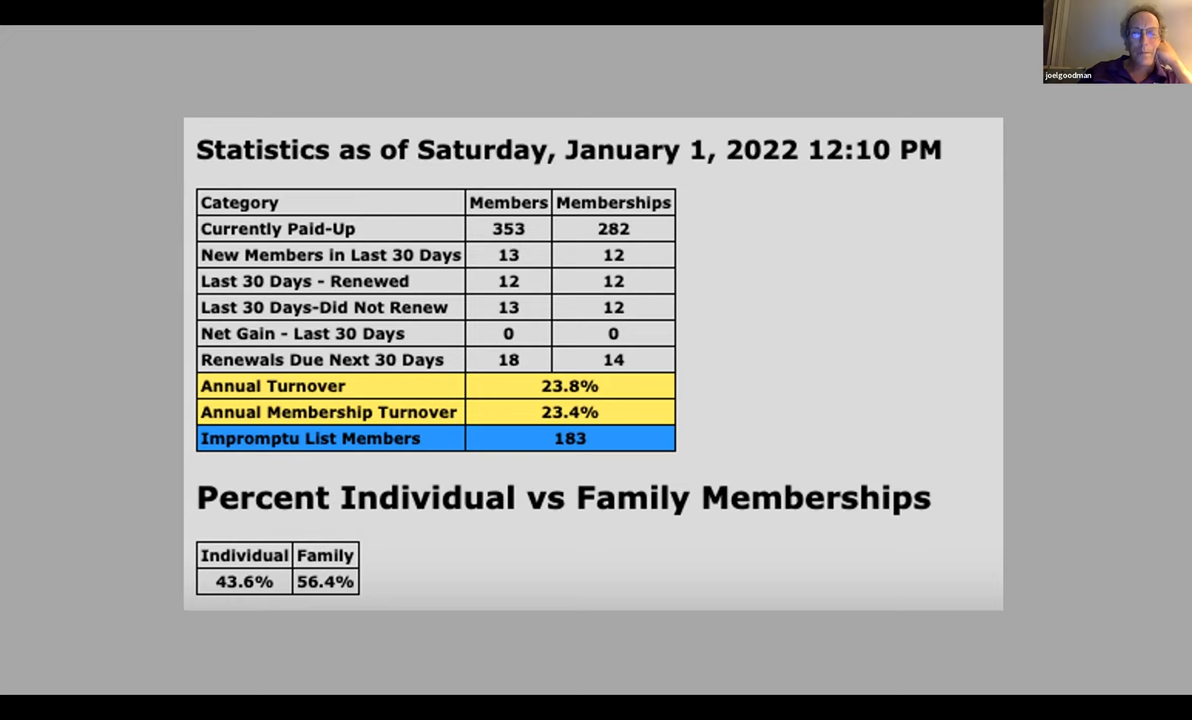 joelgoodman
Statistics as of Saturday, January 1, 2022 12:10 PM
Category Members Memberships
Currently Paid-Up 353 282
New Members in Last 30 Days 13 12
Last 30 Days - Renewed 12 12
Last 30 Days-Did Not Renew 13 12
Net Gain - Last 30 Days 0 0
Renewals Due Next 30 Days 18 14
Annual Turnover 23.8%
Annual Membership Turnover 23.4%
Impromptu List Members 183
Percent Individual vs Family Memberships
Individual Family
43.6% 56.4%